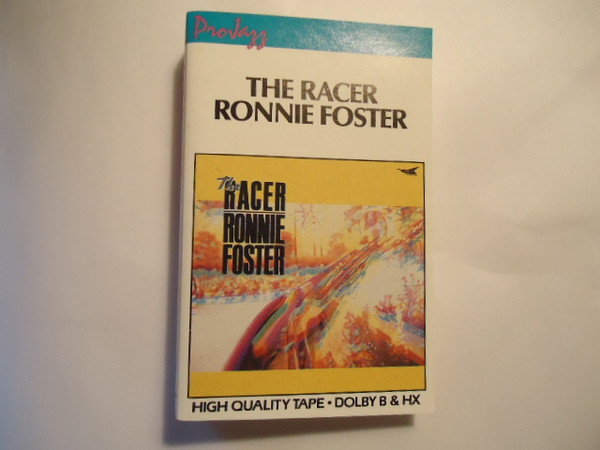 ProJazz
THE RACER
RONNIE FOSTER
The
RACER
RONNIE
FOSTER
HIGH QUALITY TAPE • DOLBY B & HX